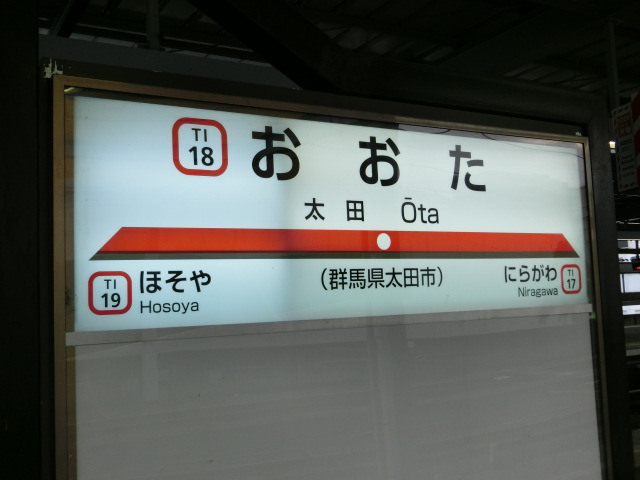 TI
18
おおた
太田 Ōta
TI
19
ほそや
Hosoya
(群馬県太田市)
にらがわ
Niragawa
TI
17